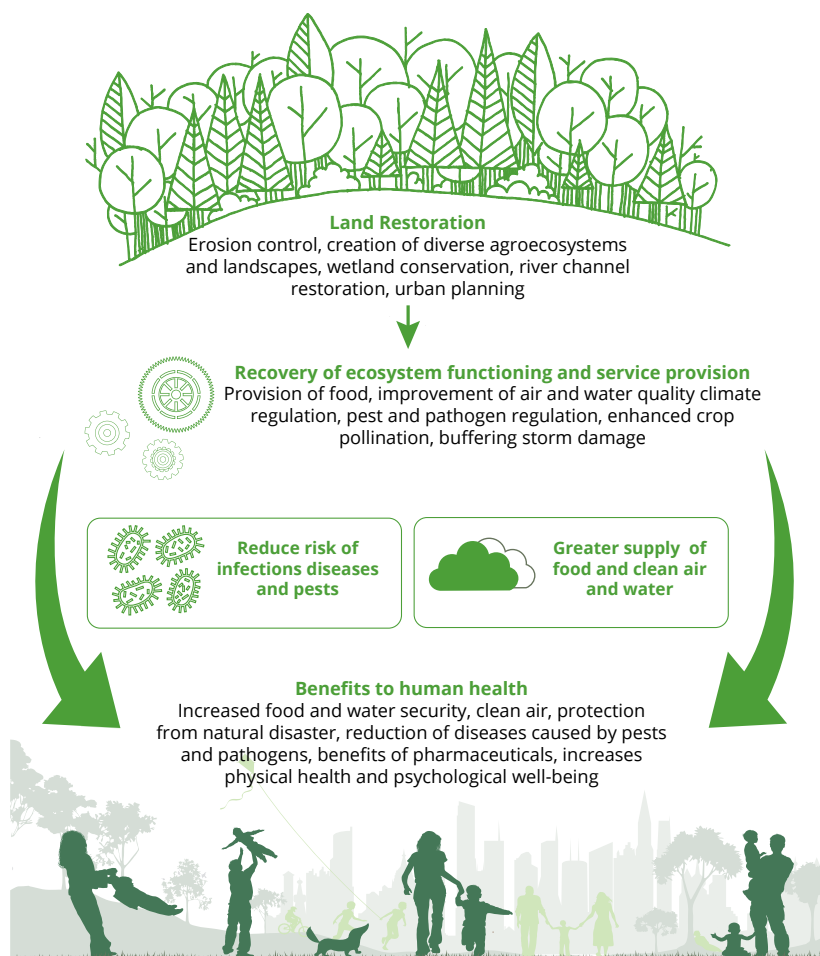 Land Restoration
Erosion control, creation of diverse agroecosystems
and landscapes, wetland conservation, river channel
restoration, urban planning
Recovery of ecosystem functioning and service provision
Provision of food, improvement of air and water quality climate
regulation, pest and pathogen regulation, enhanced crop
pollination, buffering storm damage
Reduce risk of
infections diseases
and pests
Greater supply of
food and clean air
and water
Benefits to human health
Increased food and water security, clean air, protection
from natural disaster, reduction of diseases caused by pests
and pathogens, benefits of pharmaceuticals, increases
physical health and psychological well-being